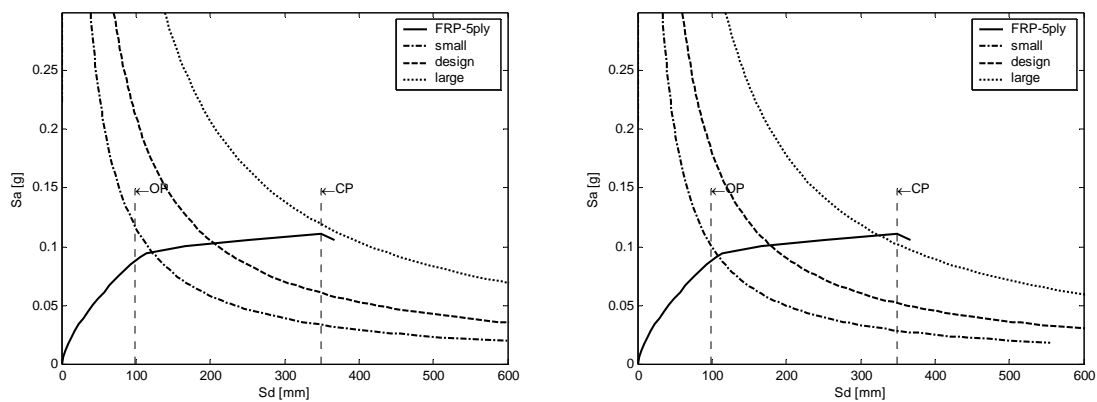 FRP-5ply
small
design
large
0.25
0.2
0.15
0.1
0.05
0
Sa [g]
←OP
←CP
0 100 200 300 400 500 600
Sd [mm]
FRP-5ply
small
design
large
0.25
0.2
0.15
0.1
0.05
0
Sa [g]
←OP
←CP
0 100 200 300 400 500 600
Sd [mm]